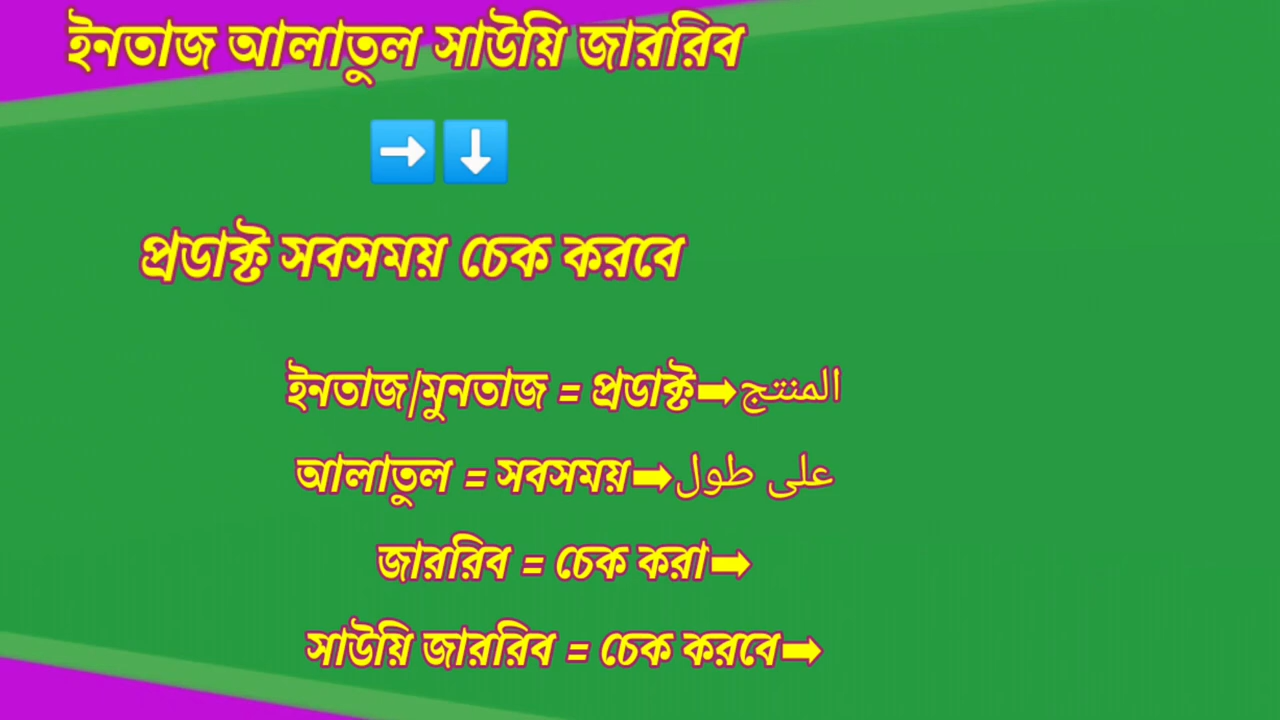 ইনতাজ আলাতুল সাউয়ি জাররিব
➡️⬇️
প্রডাক্ট সবসময় চেক করবে
ইনতাজ/মুনতাজ = প্রডাক্ট➡المنتج
আলাতুল = সবসময়➡على طول
জাররিব = চেক করা➡
সাউয়ি জাররিব = চেক করবে➡